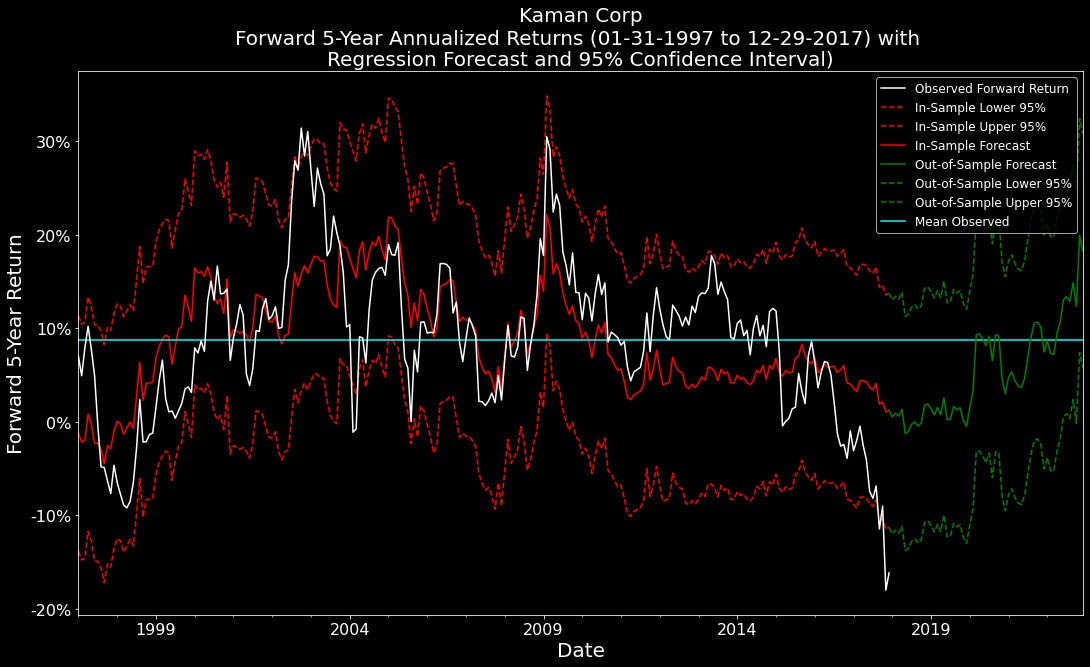 Kaman Corp
Forward 5-Year Annualized Returns (01-31-1997 to 12-29-2017) with
Regression Forecast and 95% Confidence Interval)
Observed Forward Return
In-Sample Lower 95%
In-Sample Upper 95%
In-Sample Forecast
Out-of-Sample Forecast
Out-of-Sample Lower 95%
Out-of-Sample Upper 95%
Mean Observed
Forward 5-Year Return
30%
20%
10%
0%
-10%
-20%
1999
2004
2009
2014
2019
Date